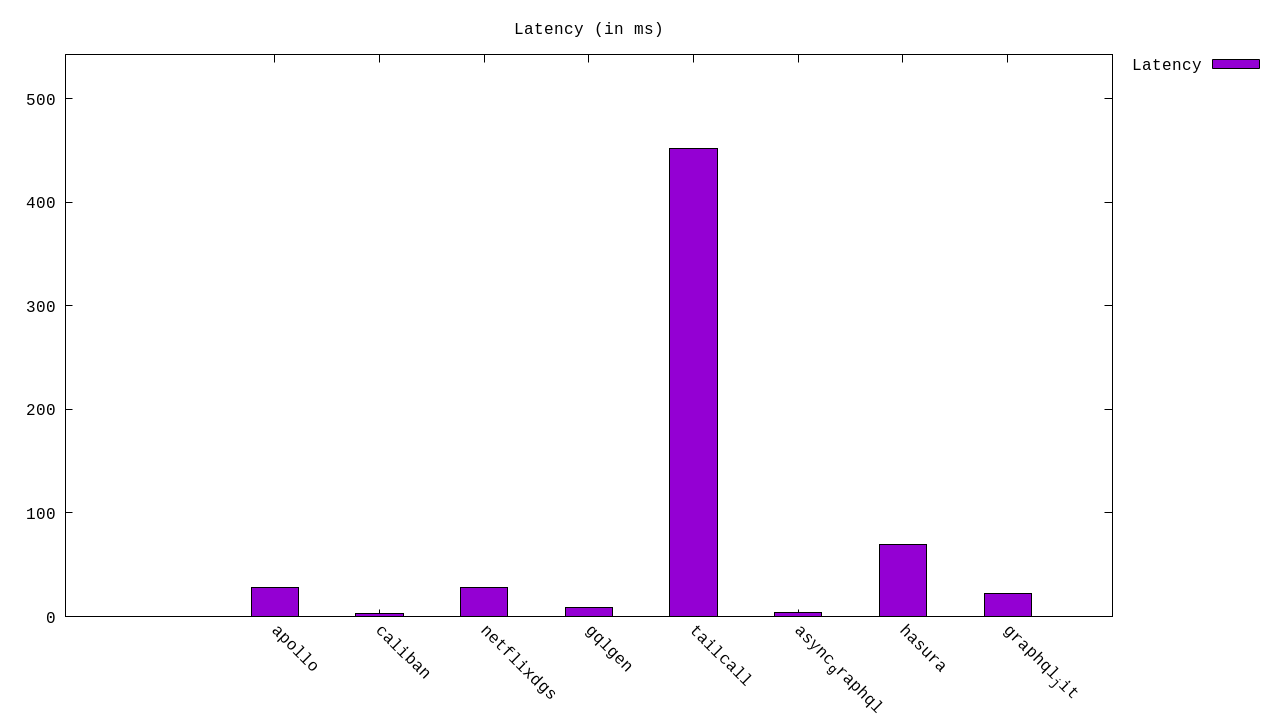 Latency (in ms)
Latency
500
400
300
200
100
0
apollo
caliban
netflixdgs
gqlgen
tailcall
async_graphql
hasura
graphql_jit